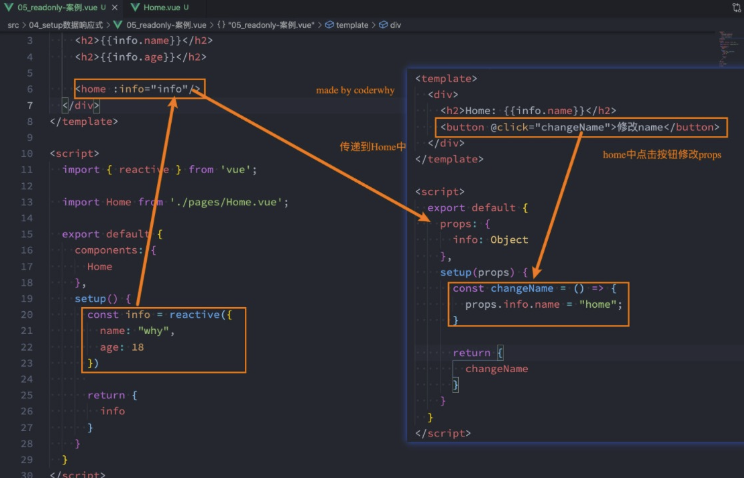 05_readonly-案例.vue U ×
Home.vue U
src > 04_setup数据响应式 > 05_readonly-案例.vue > {} "05_readonly-案例.vue" > template > div
3 <h2>{{info.name}}</h2>
4 <h2>{{info.age}}</h2>
5
6 <home :info="info"/>
7 </div>
8 </template>
9
10 <script>
11 import { reactive } from 'vue';
12
13 import Home from './pages/Home.vue';
14
15 export default {
16 components: {
17 Home
18 },
19 setup() {
20 const info = reactive({
21 name: "why",
22 age: 18
23 })
24
25 return {
26 info
27 }
28 }
29 }
30 </script>
made by coderwhy
传递到Home中
<template>
<div>
<h2>Home: {{info.name}}</h2>
<button @click="changeName">修改name</button>
</div>
</template>
home中点击按钮修改props
<script>
export default {
props: {
info: Object
},
setup(props) {
const changeName = () => {
props.info.name = "home";
}
return {
changeName
}
}
}
</script>